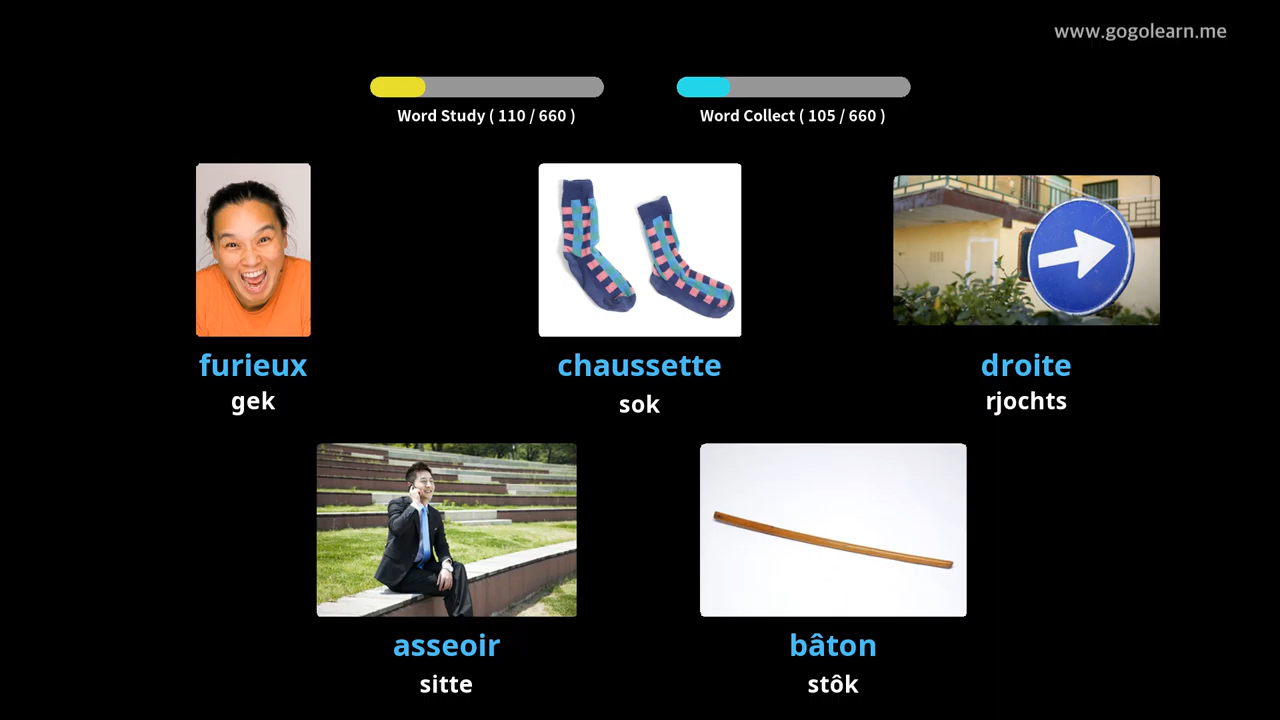 www.gogolearn.me
Word Study ( 110 / 660 )
Word Collect ( 105 / 660 )
furieux
gek
chaussette
sok
droite
rjochts
asseoir
sitte
bâton
stôk